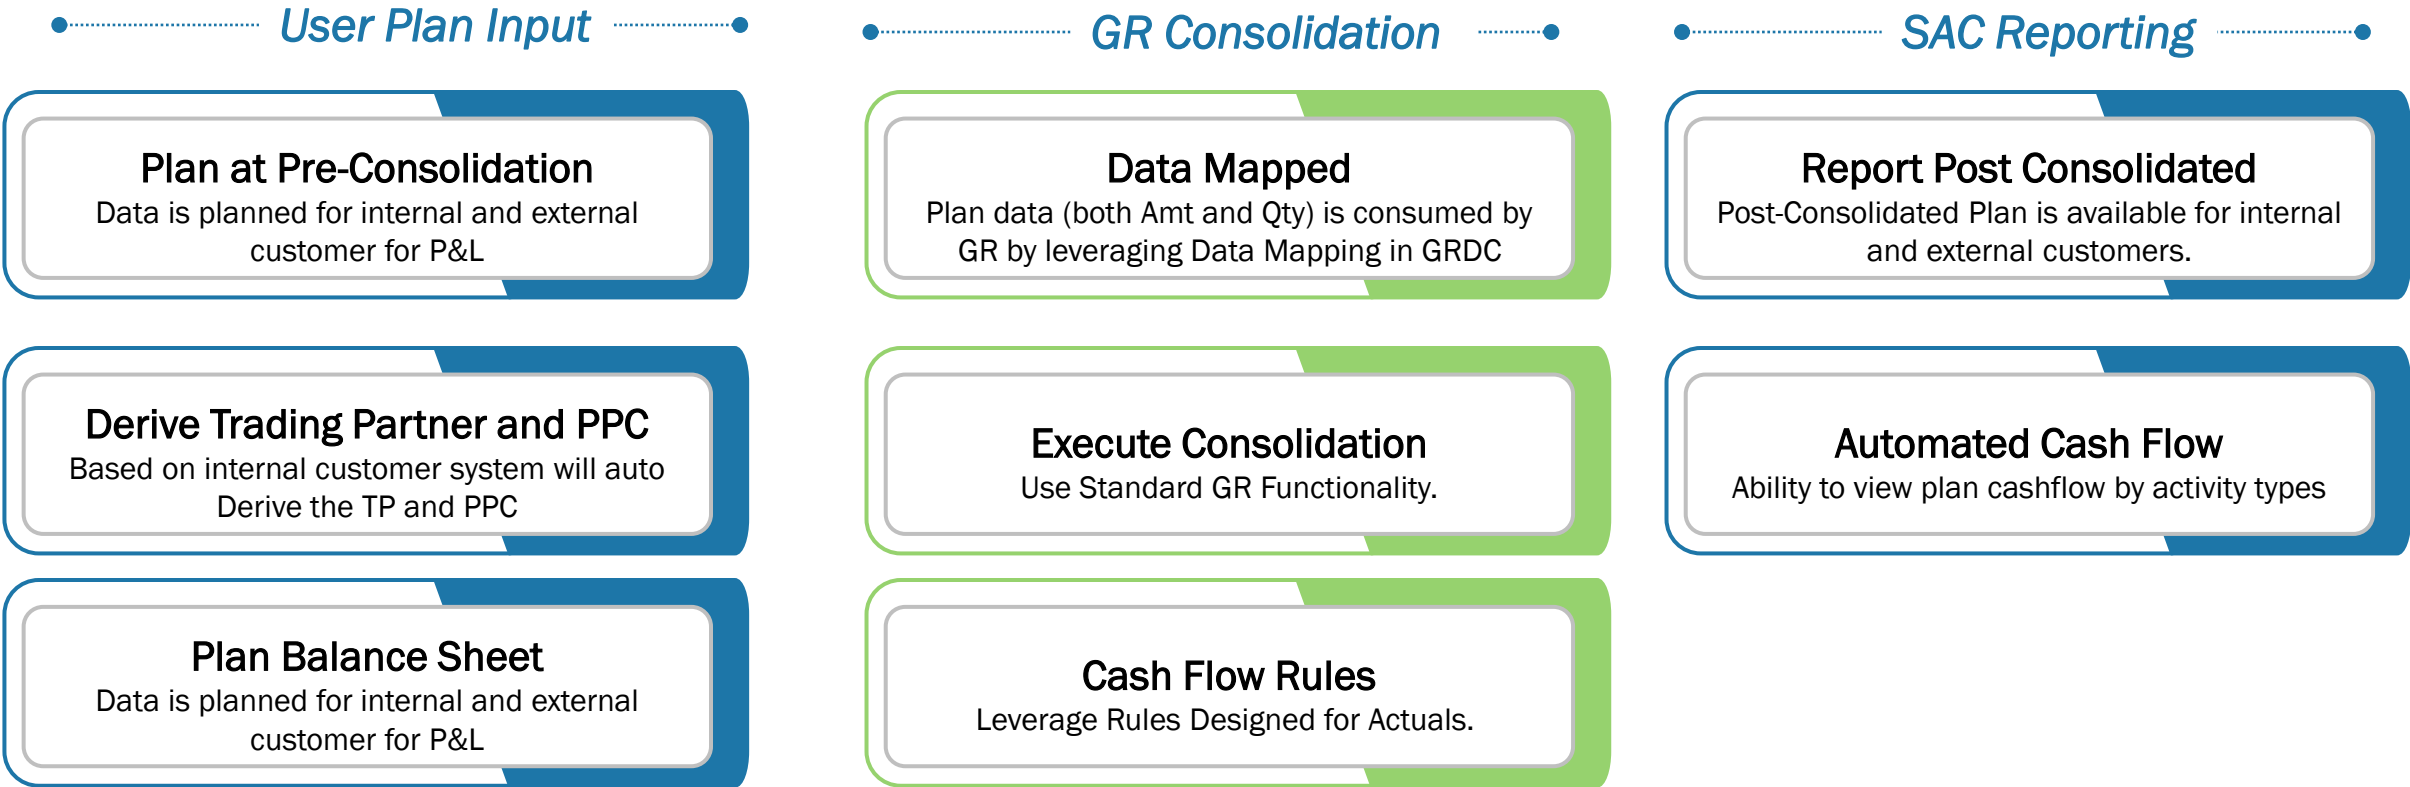 User Plan Input
Plan at Pre-Consolidation
Data is planned for internal and external
customer for P&L
Derive Trading Partner and PPC
Based on internal customer system will auto
Derive the TP and PPC
Plan Balance Sheet
Data is planned for internal and external
customer for P&L
GR Consolidation
Data Mapped
Plan data (both Amt and Qty) is consumed by
GR by leveraging Data Mapping in GRDC
Execute Consolidation
Use Standard GR Functionality.
Cash Flow Rules
Leverage Rules Designed for Actuals.
SAC Reporting
Report Post Consolidated
Post-Consolidated Plan is available for internal
and external customers.
Automated Cash Flow
Ability to view plan cashflow by activity types